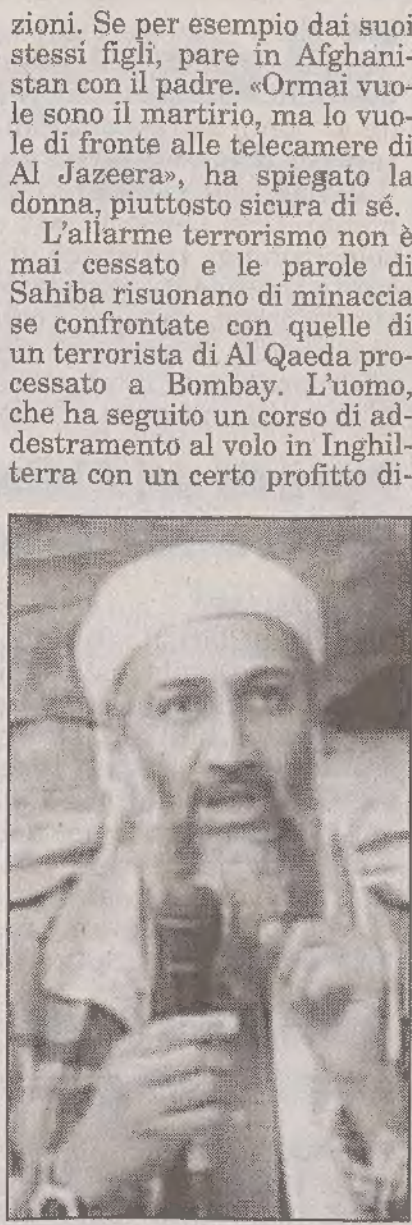 zioni. Se per esempio dai suoi
stessi figli, pare in Afghani-
stan con il padre. «Ormai vuo-
le sono il martirio, ma lo vuo-
le di fronte alle telecamere di
Al Jazeera», ha spiegato la
donna, piuttosto sicura di sé.
L'allarme terrorismo non è
mai cessato e le parole di
Sahiba risuonano di minaccia
se confrontate con quelle di
un terrorista di Al Qaeda pro-
cessato a Bombay. L'uomo,
che ha seguito un corso di ad-
destramento al volo in Inghil-
terra con un certo profitto di-